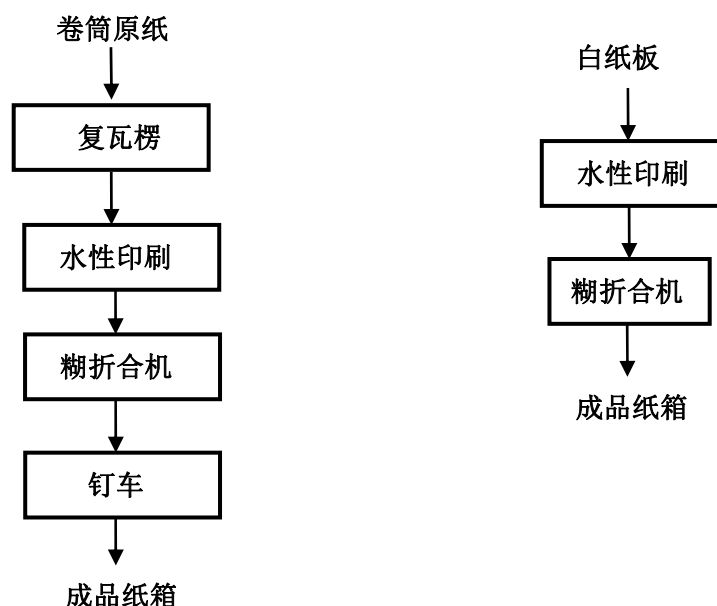 卷筒原纸
复瓦楞
水性印刷
糊折合机
钉车
成品纸箱
白纸板
水性印刷
糊折合机
成品纸箱